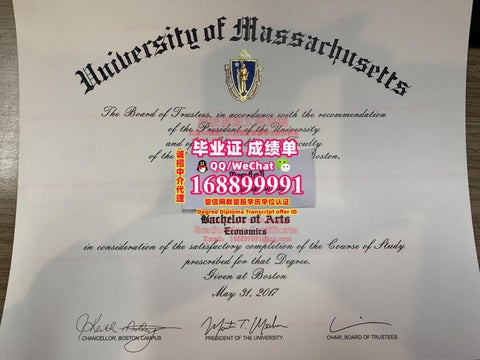 University of Massachusetts
The Board of Trustees, in accordance with the recommendation
of the President of the University
and
of the Boston,
毕业证 成绩单
QQ/WeChat
168899991
留信网教留服学历学位认证
诚招中介代理
Degree Diploma Transcript offer ID
Bachelor of Arts
Economics
in consideration of the satisfactory completion of the Course of Study
prescribed for that Degree.
Given at Boston
May 31, 2017
CHANCELLOR, BOSTON CAMPUS
PRESIDENT OF THE UNIVERSITY
CHAIR, BOARD OF TRUSTEES